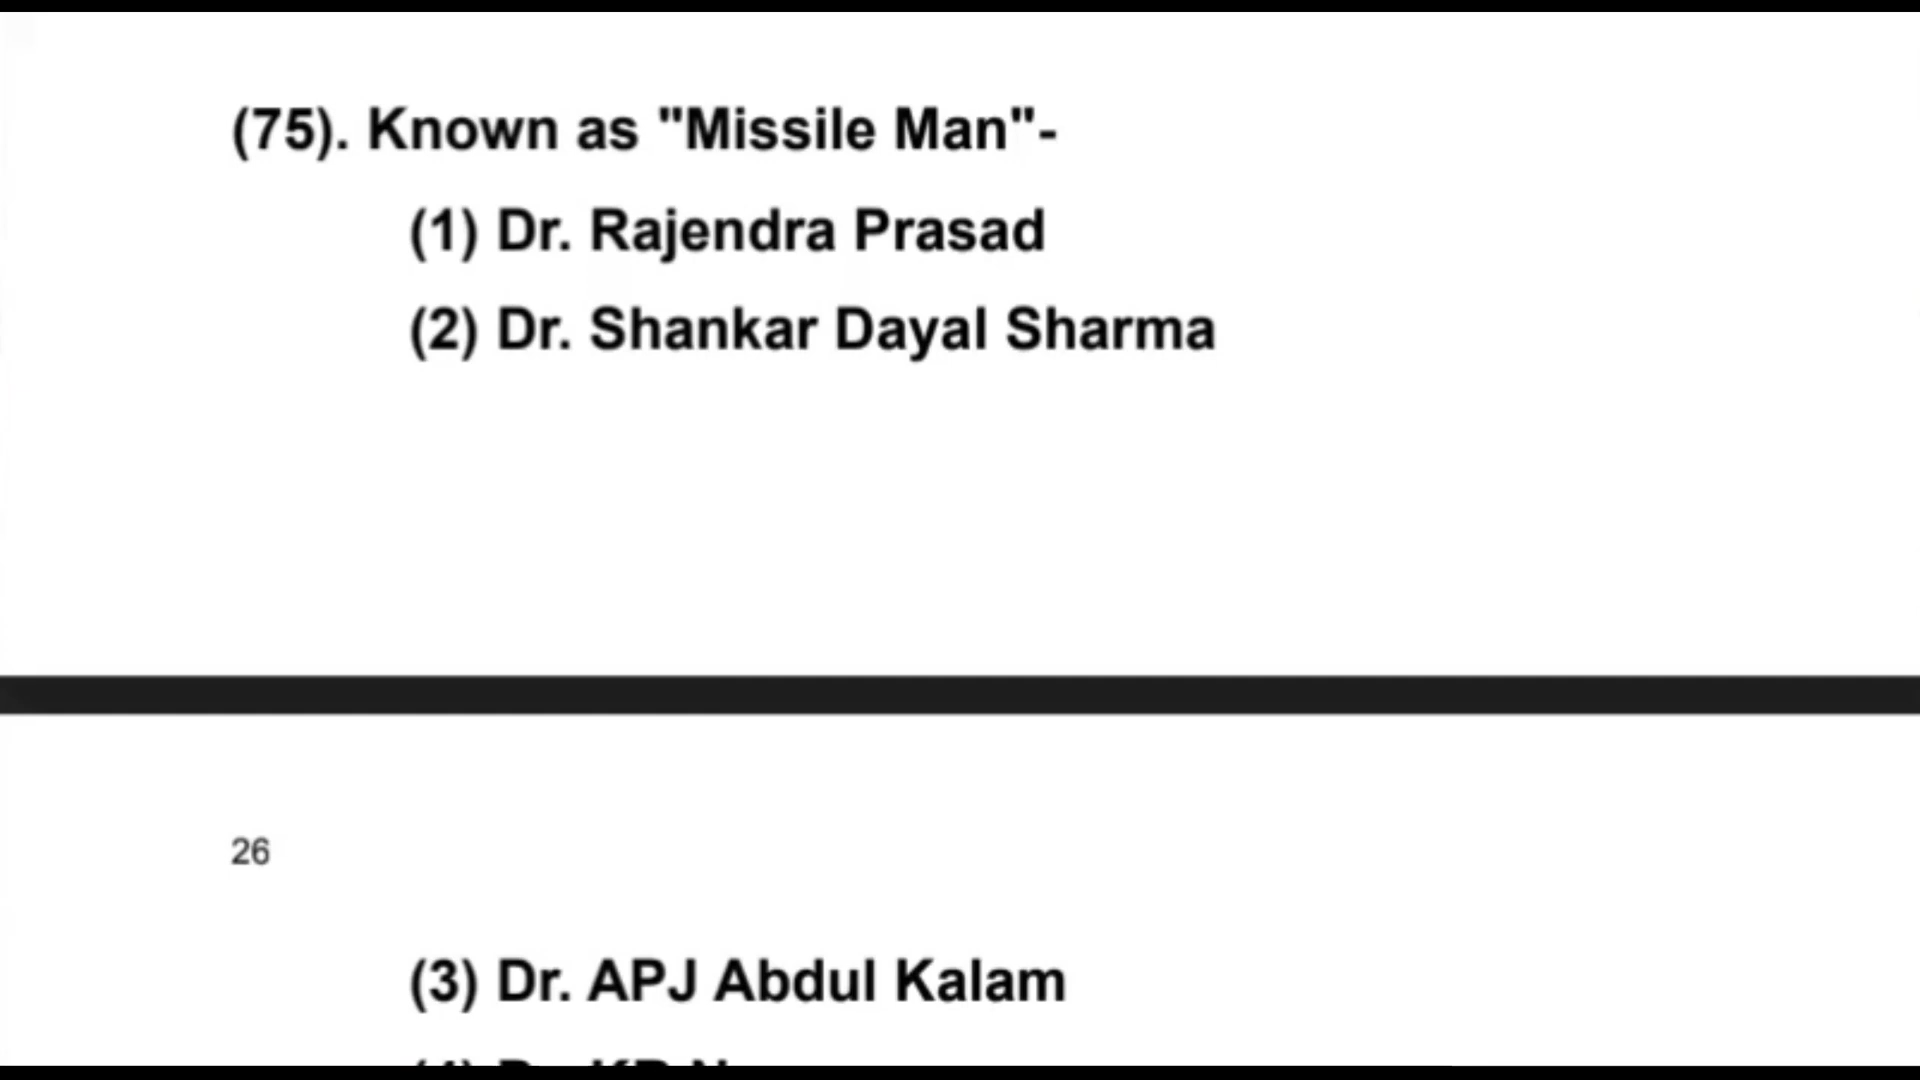 (75). Known as "Missile Man"-
(1) Dr. Rajendra Prasad
(2) Dr. Shankar Dayal Sharma
26
(3) Dr. APJ Abdul Kalam